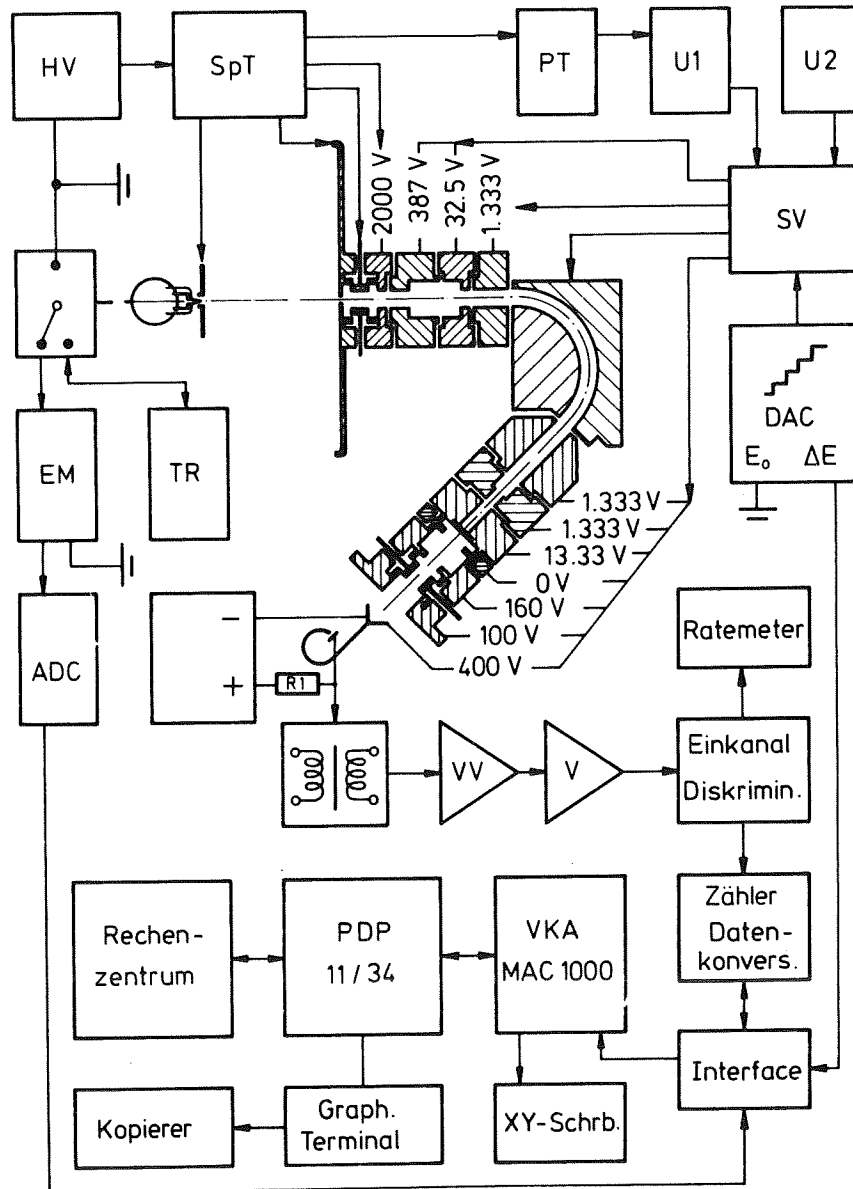 HV
SpT
PT
U1
U2
2000 V
387 V
32.5 V
1.333 V
SV
DAC
E₀ ΔE
EM
TR
1.333 V
1.333 V
13.33 V
0 V
160 V
100 V
400 V
ADC
−
+
R1
Ratemeter
VV
V
Einkanal
Diskrimin.
Rechen-
zentrum
PDP
11 / 34
VKA
MAC 1000
Zähler
Daten-
konvers.
Interface
Kopierer
Graph.
Terminal
XY-Schrb.